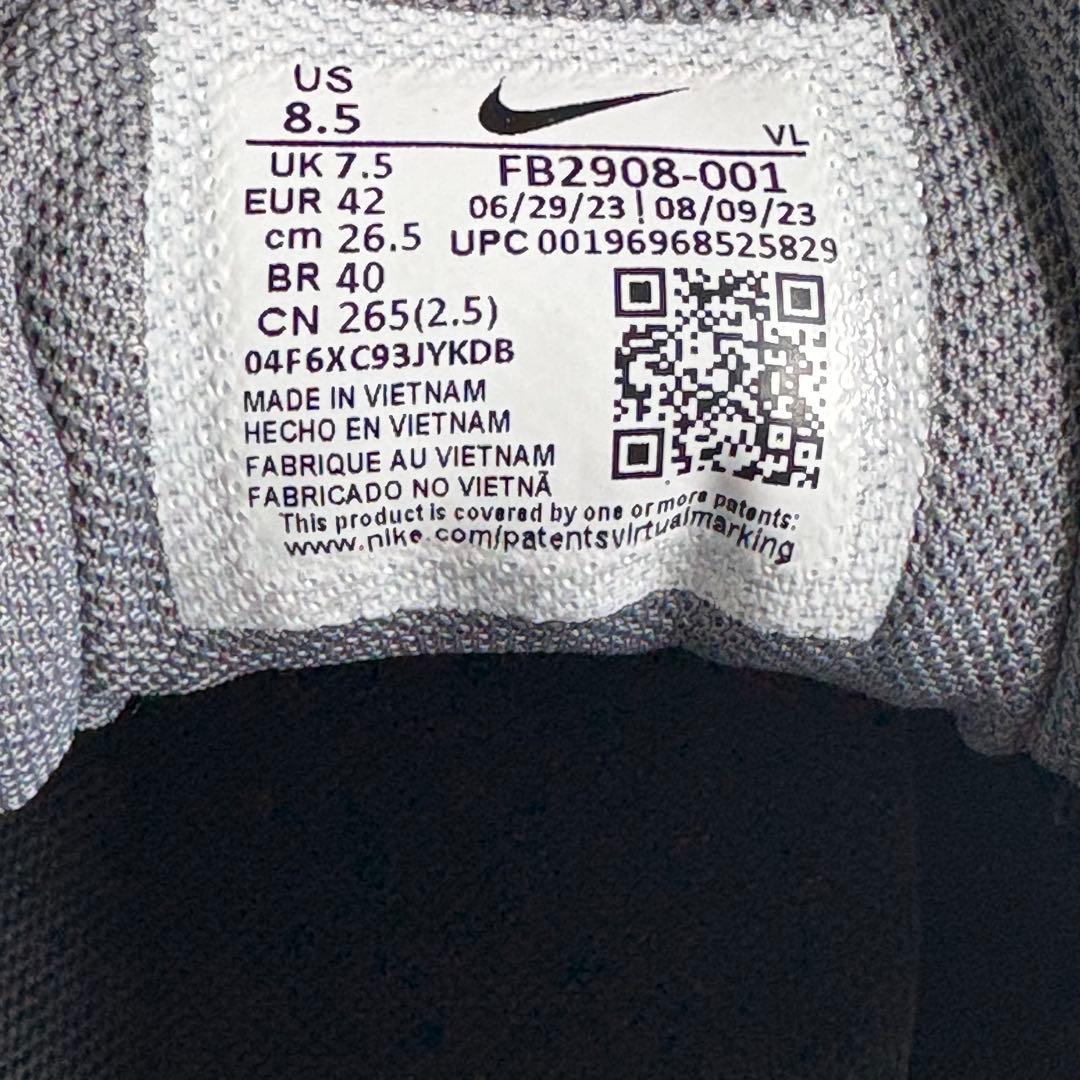 US
8.5
VL
UK 7.5
FB2908-001
EUR 42
06/29/23 | 08/09/23
cm 26.5
UPC 00196968525829
BR 40
CN 265(2.5)
04F6XC93JYKDB
MADE IN VIETNAM
HECHO EN VIETNAM
FABRIQUE AU VIETNAM
FABRICADO NO VIETNÃ
This product is covered by one or more patents:
www.nike.com/patentsvirtualmarking